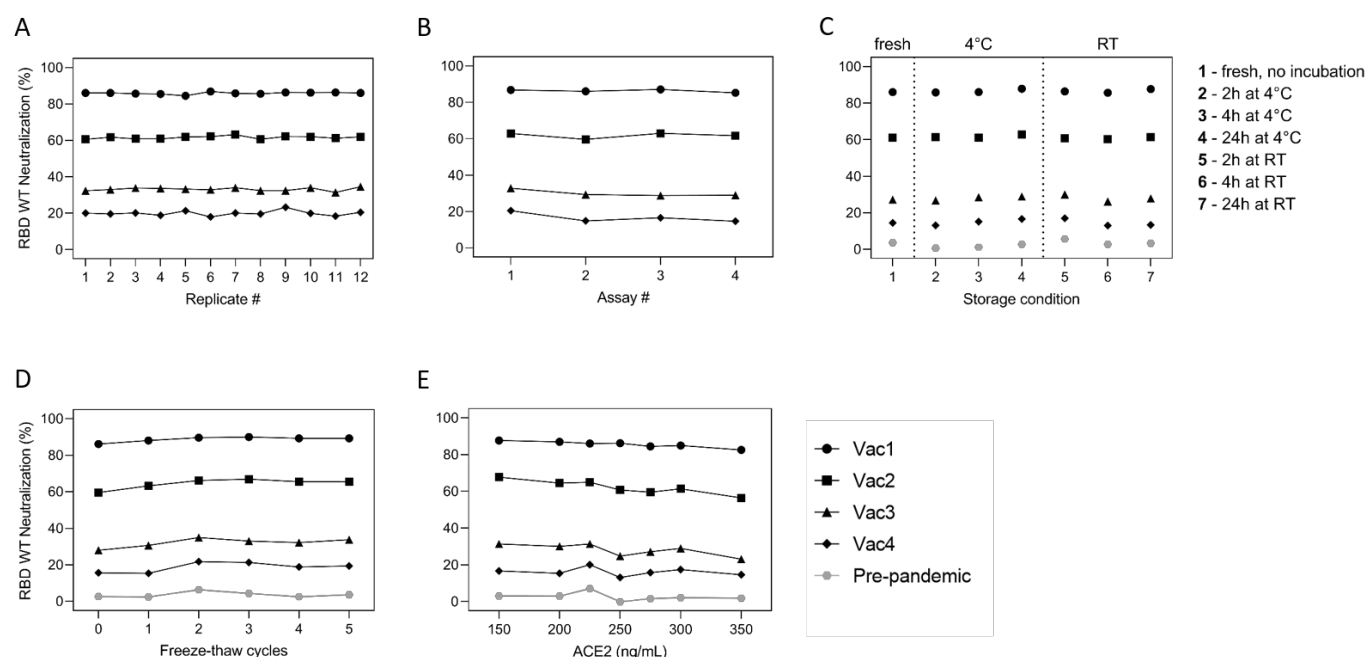 A
RBD WT Neutralization (%)
100
80
60
40
20
0
1 2 3 4 5 6 7 8 9 10 11 12
Replicate #
B
100
80
60
40
20
0
1 2 3 4
Assay #
C
fresh 4°C RT
100
80
60
40
20
0
1 2 3 4 5 6 7
Storage condition
1 - fresh, no incubation
2 - 2h at 4°C
3 - 4h at 4°C
4 - 24h at 4°C
5 - 2h at RT
6 - 4h at RT
7 - 24h at RT
D
RBD WT Neutralization (%)
100
80
60
40
20
0
0 1 2 3 4 5
Freeze-thaw cycles
E
100
80
60
40
20
0
150 200 250 300 350
ACE2 (ng/mL)
Vac1
Vac2
Vac3
Vac4
Pre-pandemic